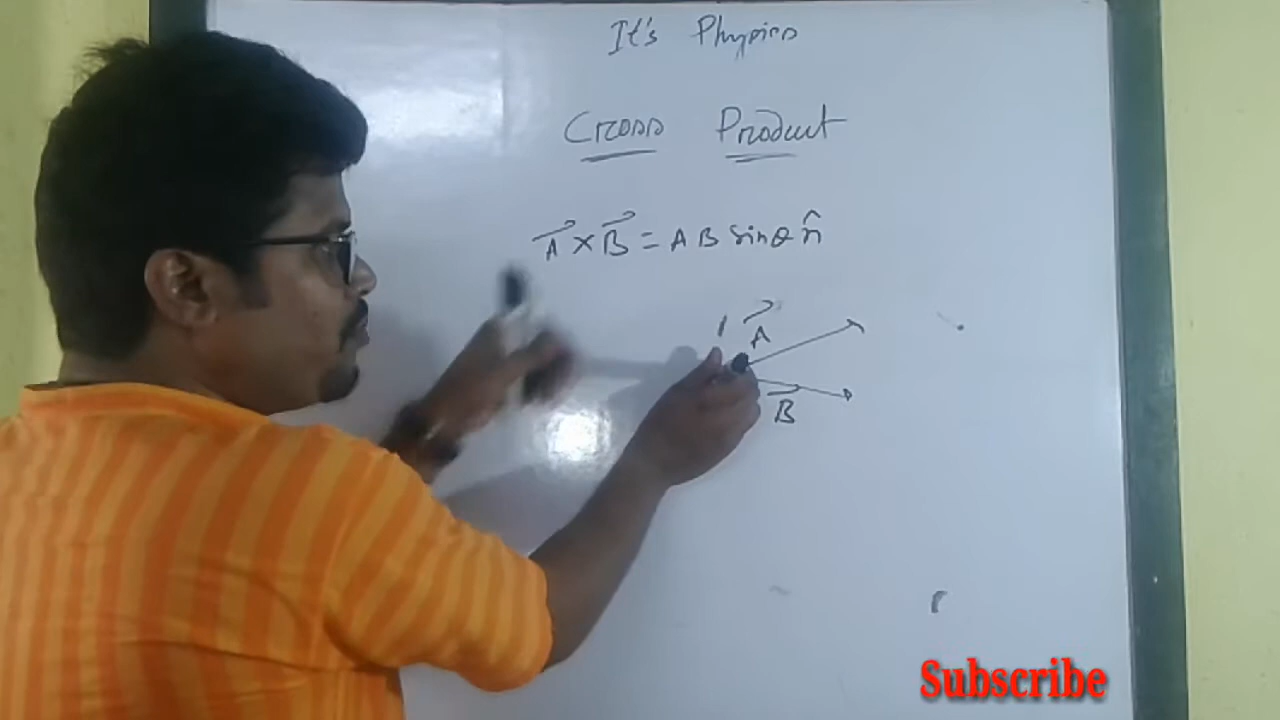 It's Physics
Cross Product
A⃗ × B⃗ = A B sinθ n̂
A⃗
B⃗
Subscribe